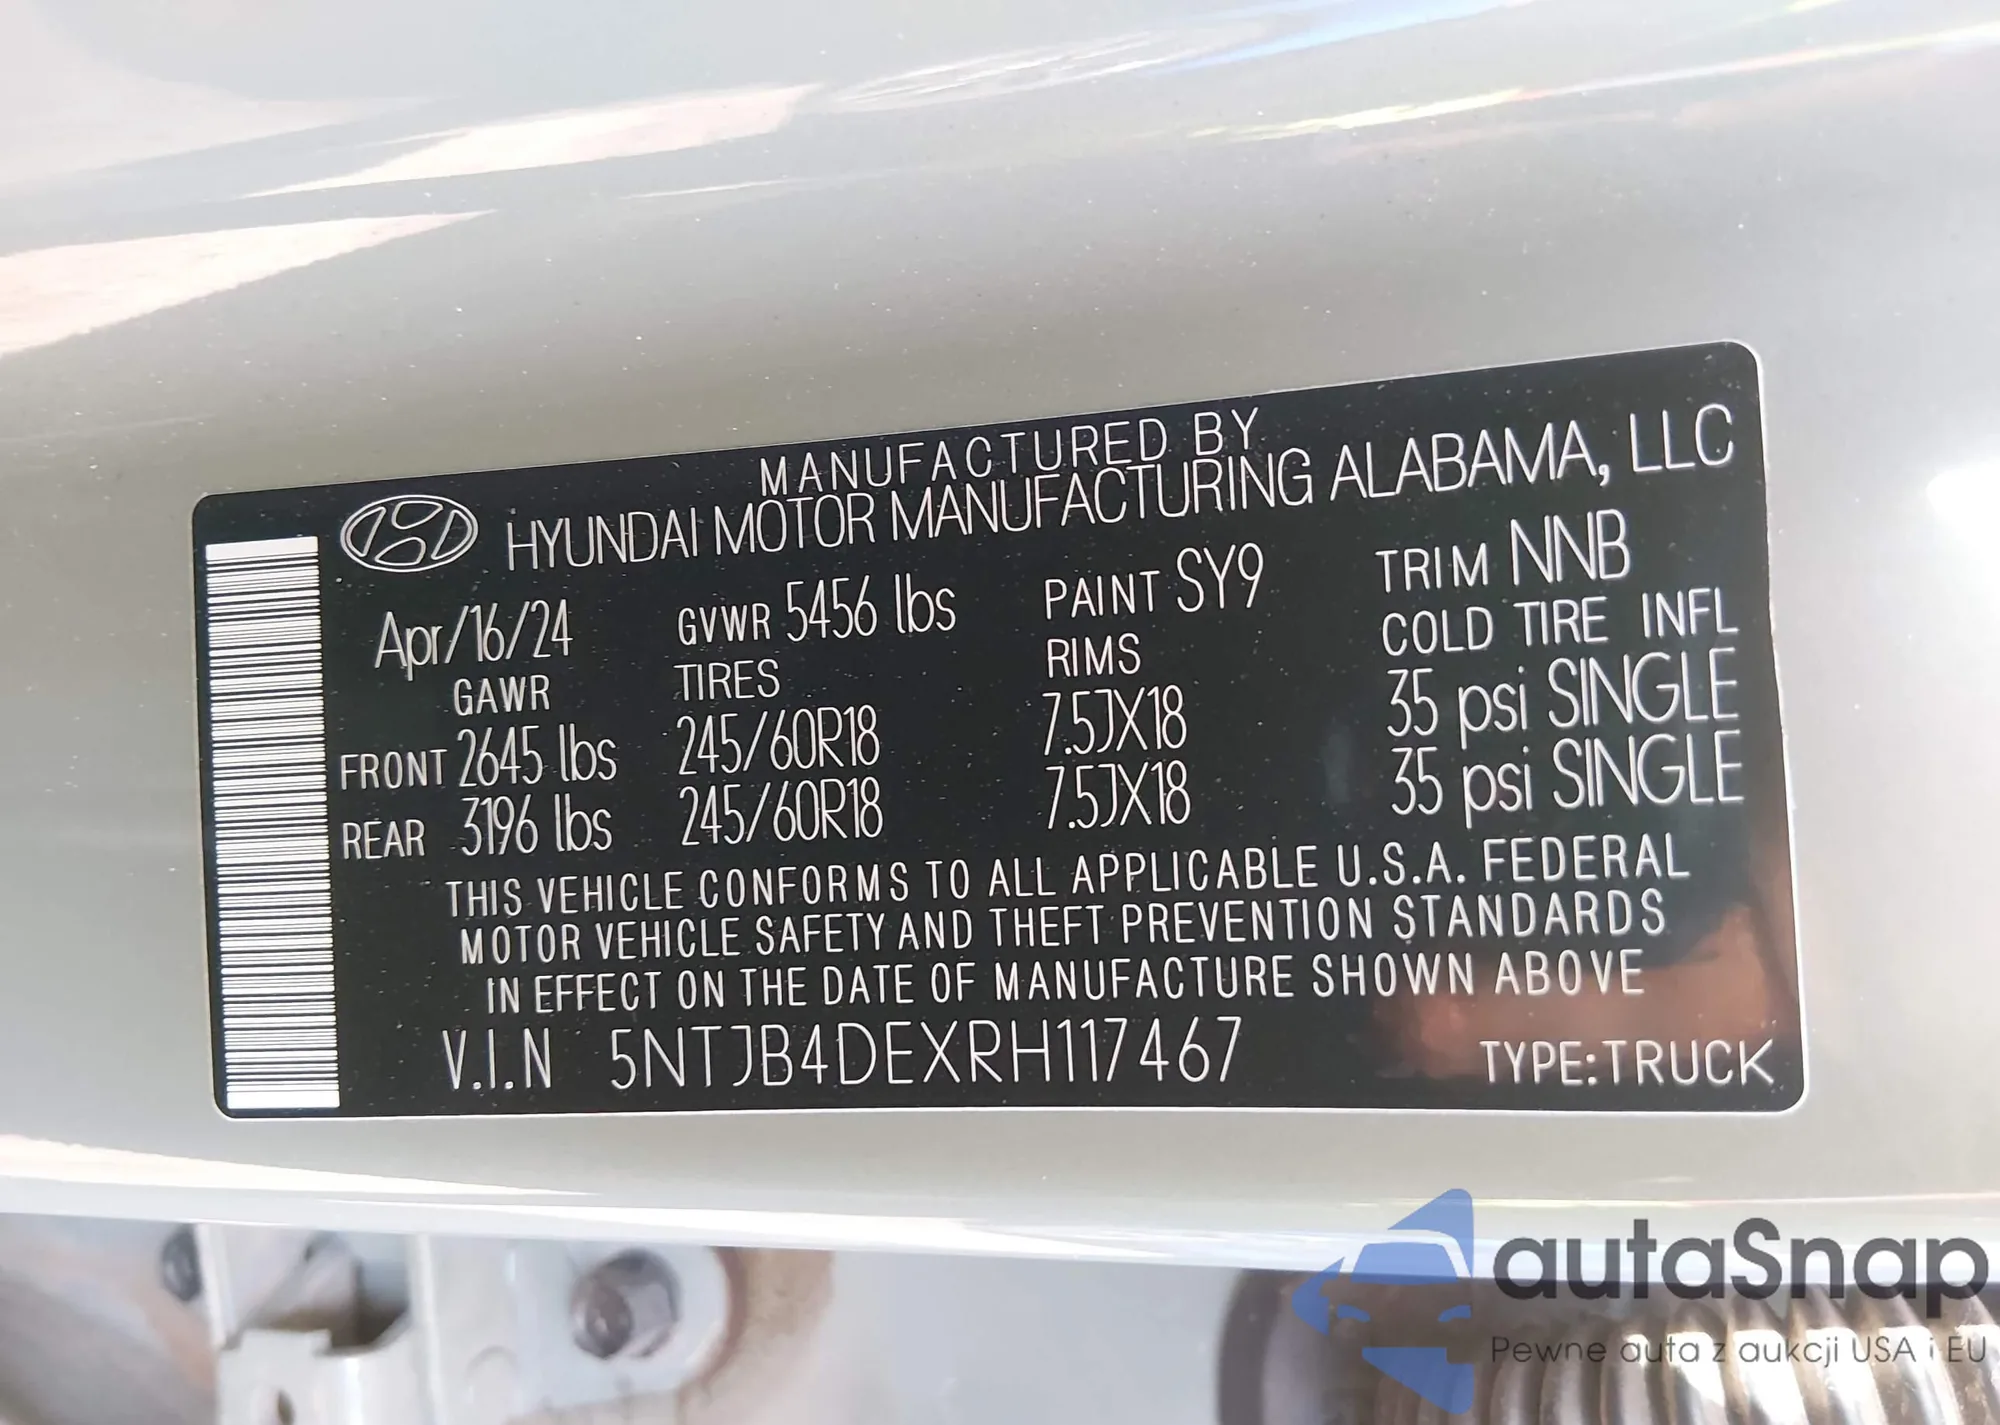 MANUFACTURED BY
HYUNDAI MOTOR MANUFACTURING ALABAMA, LLC
Apr/16/24 GVWR 5456 lbs PAINT SY9 TRIM NNB
GAWR TIRES RIMS COLD TIRE INFL
FRONT 2645 lbs 245/60R18 7.5JX18 35 psi SINGLE
REAR 3196 lbs 245/60R18 7.5JX18 35 psi SINGLE
THIS VEHICLE CONFORMS TO ALL APPLICABLE U.S.A. FEDERAL
MOTOR VEHICLE SAFETY AND THEFT PREVENTION STANDARDS
IN EFFECT ON THE DATE OF MANUFACTURE SHOWN ABOVE
V.I.N 5NTJB4DEXRH117467 TYPE:TRUCK
autaSnap
Pewne auta z aukcji USA i EU